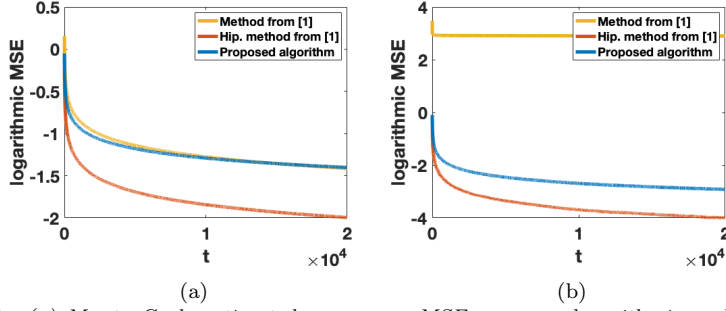 0.5
0
-0.5
-1
-1.5
-2
logarithmic MSE
Method from [1]
Hip. method from [1]
Proposed algorithm
0
1
2
t
×10⁴
(a)
4
2
0
-2
-4
logarithmic MSE
Method from [1]
Hip. method from [1]
Proposed algorithm
0
1
2
t
×10⁴
(b)